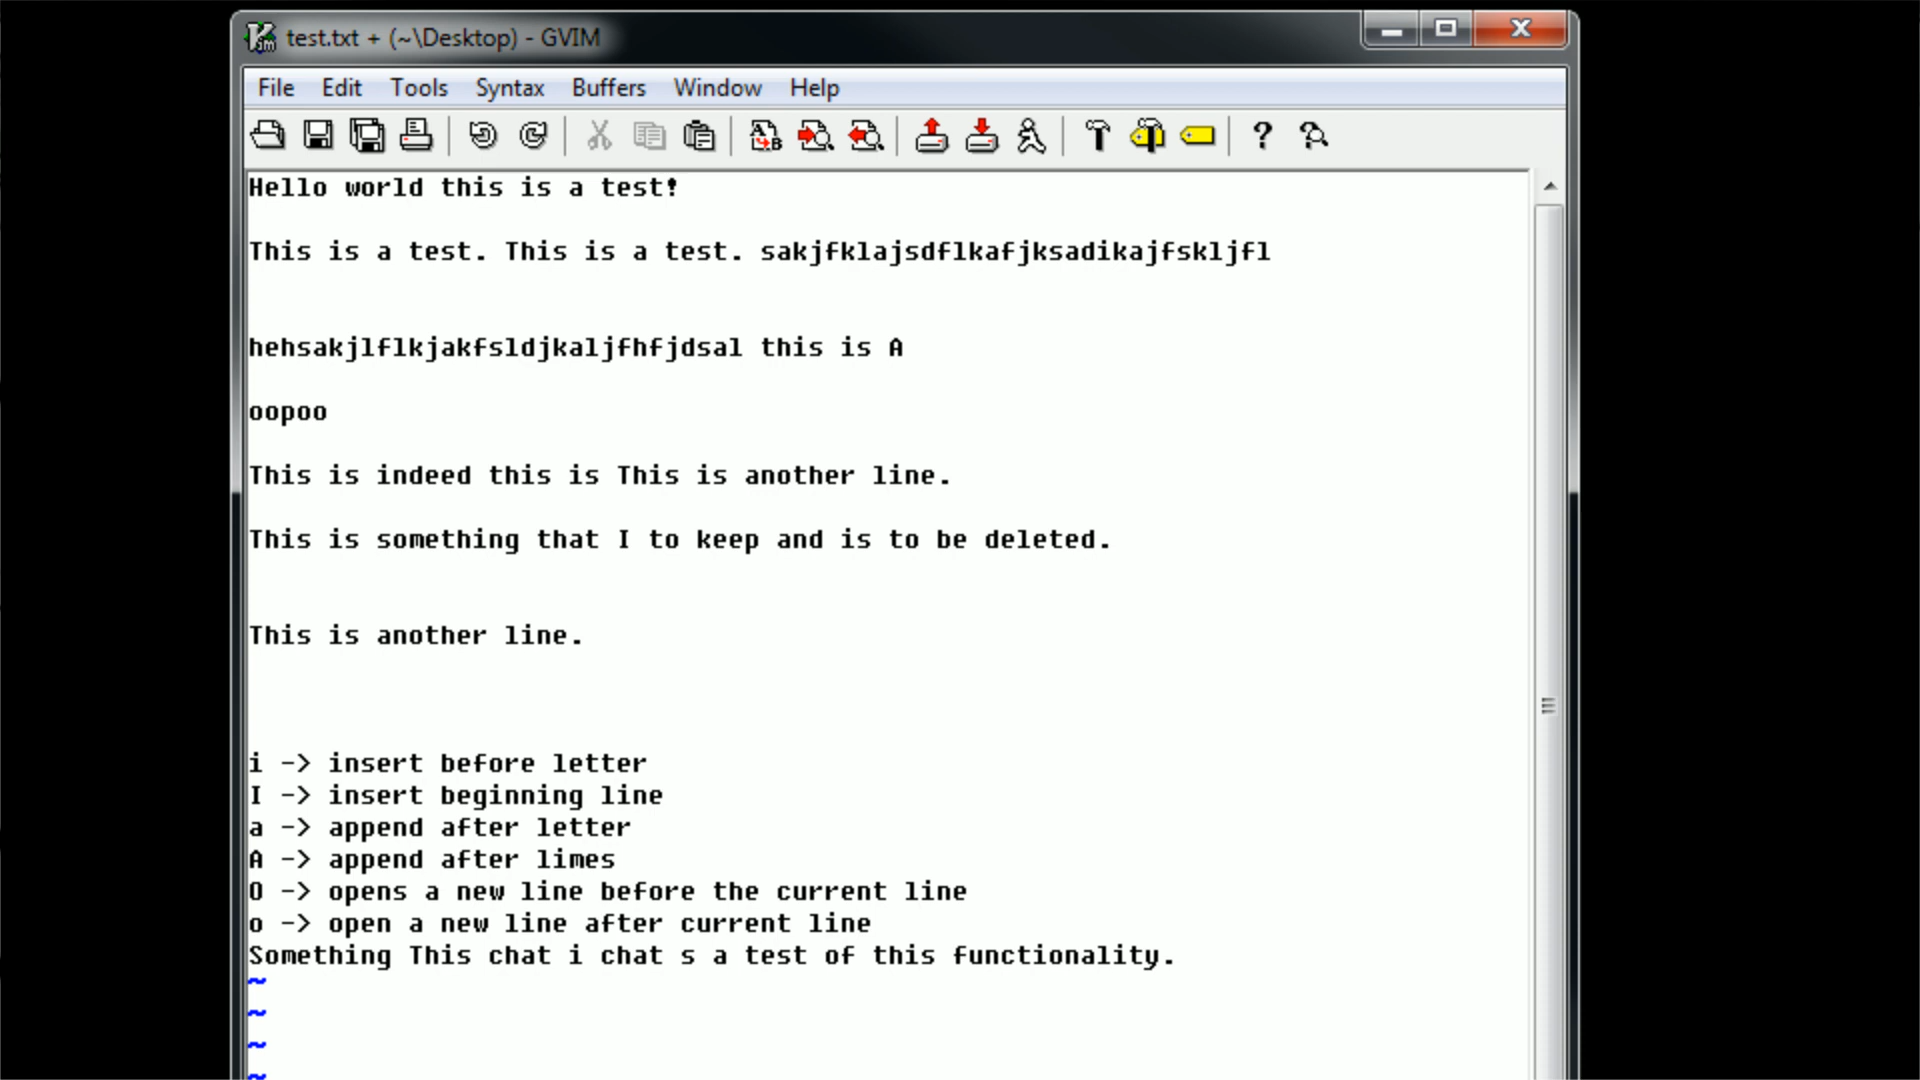 test.txt + (~\Desktop) - GVIM
File Edit Tools Syntax Buffers Window Help
Hello world this is a test!
This is a test. This is a test. sakjfklajsdflkafjksadikajfskljfl
hehsakjlflkjakfsldjkaljfhfjdsal this is A
oopoo
This is indeed this is This is another line.
This is something that I to keep and is to be deleted.
This is another line.
i -> insert before letter
I -> insert beginning line
a -> append after letter
A -> append after limes
O -> opens a new line before the current line
o -> open a new line after current line
Something This chat i chat s a test of this functionality.
~
~
~
~